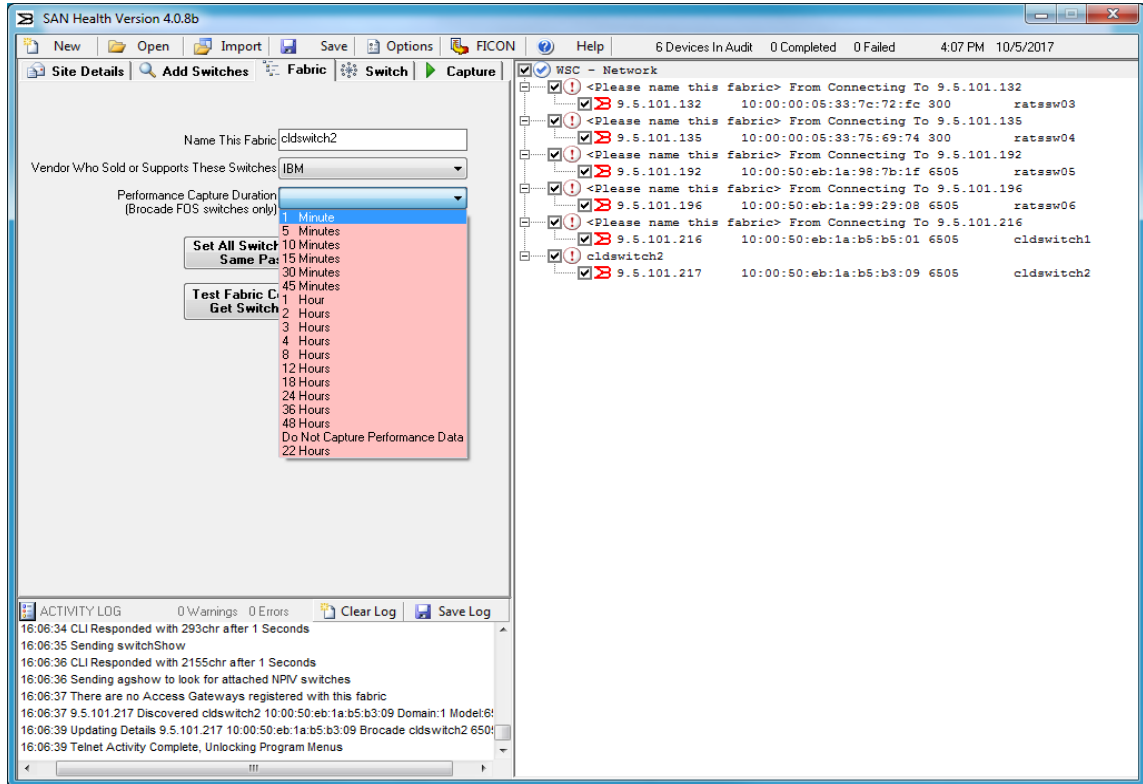 SAN Health Version 4.0.8b
New Open Import Save Options FICON Help 6 Devices In Audit 0 Completed 0 Failed 4:07 PM 10/5/2017
Site Details Add Switches Fabric Switch Capture
Name This Fabric cldswitch2
Vendor Who Sold or Supports These Switches IBM
Performance Capture Duration
(Brocade FOS switches only)
1 Minute
5 Minutes
10 Minutes
15 Minutes
30 Minutes
45 Minutes
1 Hour
2 Hours
3 Hours
4 Hours
8 Hours
12 Hours
18 Hours
24 Hours
36 Hours
48 Hours
Do Not Capture Performance Data
22 Hours
Set All Switch
Same Pas
Test Fabric C
Get Switch
WSC - Network
<Please name this fabric> From Connecting To 9.5.101.132
9.5.101.132 10:00:00:05:33:7c:72:fc 300 ratssw03
<Please name this fabric> From Connecting To 9.5.101.135
9.5.101.135 10:00:00:05:33:75:69:74 300 ratssw04
<Please name this fabric> From Connecting To 9.5.101.192
9.5.101.192 10:00:50:eb:1a:98:7b:1f 6505 ratssw05
<Please name this fabric> From Connecting To 9.5.101.196
9.5.101.196 10:00:50:eb:1a:99:29:08 6505 ratssw06
<Please name this fabric> From Connecting To 9.5.101.216
9.5.101.216 10:00:50:eb:1a:b5:b5:01 6505 cldswitch1
cldswitch2
9.5.101.217 10:00:50:eb:1a:b5:b3:09 6505 cldswitch2
ACTIVITY LOG 0 Warnings 0 Errors Clear Log Save Log
16:06:34 CLI Responded with 293chr after 1 Seconds
16:06:35 Sending switchShow
16:06:36 CLI Responded with 2155chr after 1 Seconds
16:06:36 Sending agshow to look for attached NPIV switches
16:06:37 There are no Access Gateways registered with this fabric
16:06:37 9.5.101.217 Discovered cldswitch2 10:00:50:eb:1a:b5:b3:09 Domain:1 Model:65
16:06:39 Updating Details 9.5.101.217 10:00:50:eb:1a:b5:b3:09 Brocade cldswitch2 650
16:06:39 Telnet Activity Complete, Unlocking Program Menus